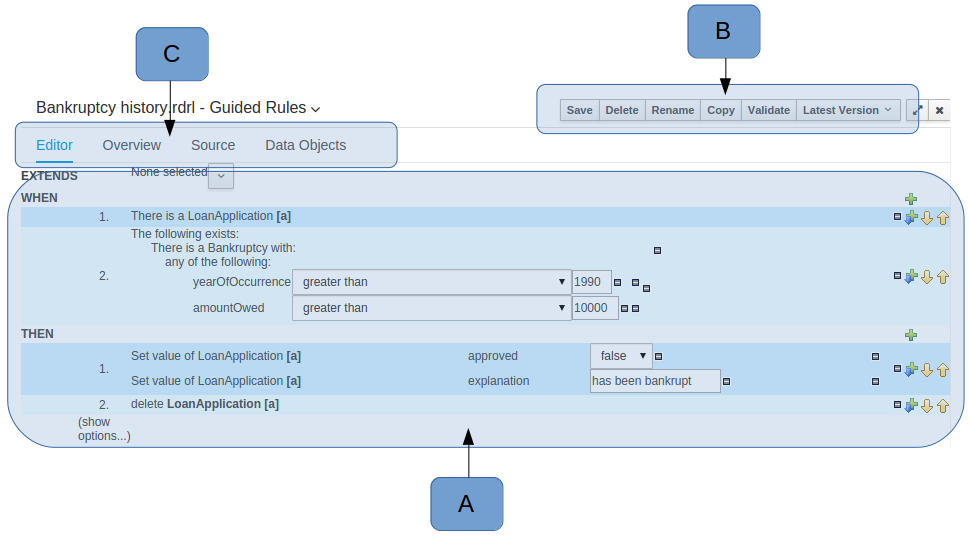 C
B
Bankruptcy history.rdrl - Guided Rules
Save Delete Rename Copy Validate Latest Version
Editor Overview Source Data Objects
EXTENDS None selected
WHEN
1. There is a LoanApplication [a]
The following exists:
There is a Bankruptcy with:
any of the following:
2.
yearOfOccurrence greater than 1990
amountOwed greater than 10000
THEN
1.
Set value of LoanApplication [a] approved false
Set value of LoanApplication [a] explanation has been bankrupt
2. delete LoanApplication [a]
(show
options...)
A